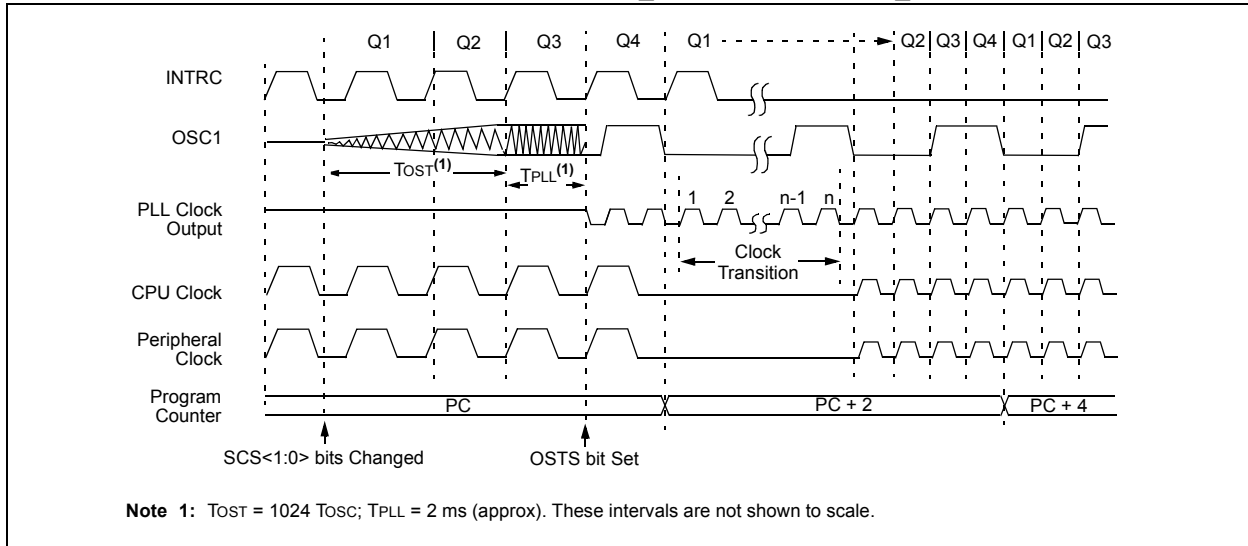 Q1 Q2 Q3 Q4 Q1 Q2 Q3 Q4 Q1 Q2 Q3
INTRC
OSC1
TOST(1) TPLL(1)
1 2 n-1 n
PLL Clock
Output
Clock
Transition
CPU Clock
Peripheral
Clock
Program
Counter
PC PC + 2 PC + 4
SCS<1:0> bits Changed OSTS bit Set
Note 1: TOST = 1024 TOSC; TPLL = 2 ms (approx). These intervals are not shown to scale.